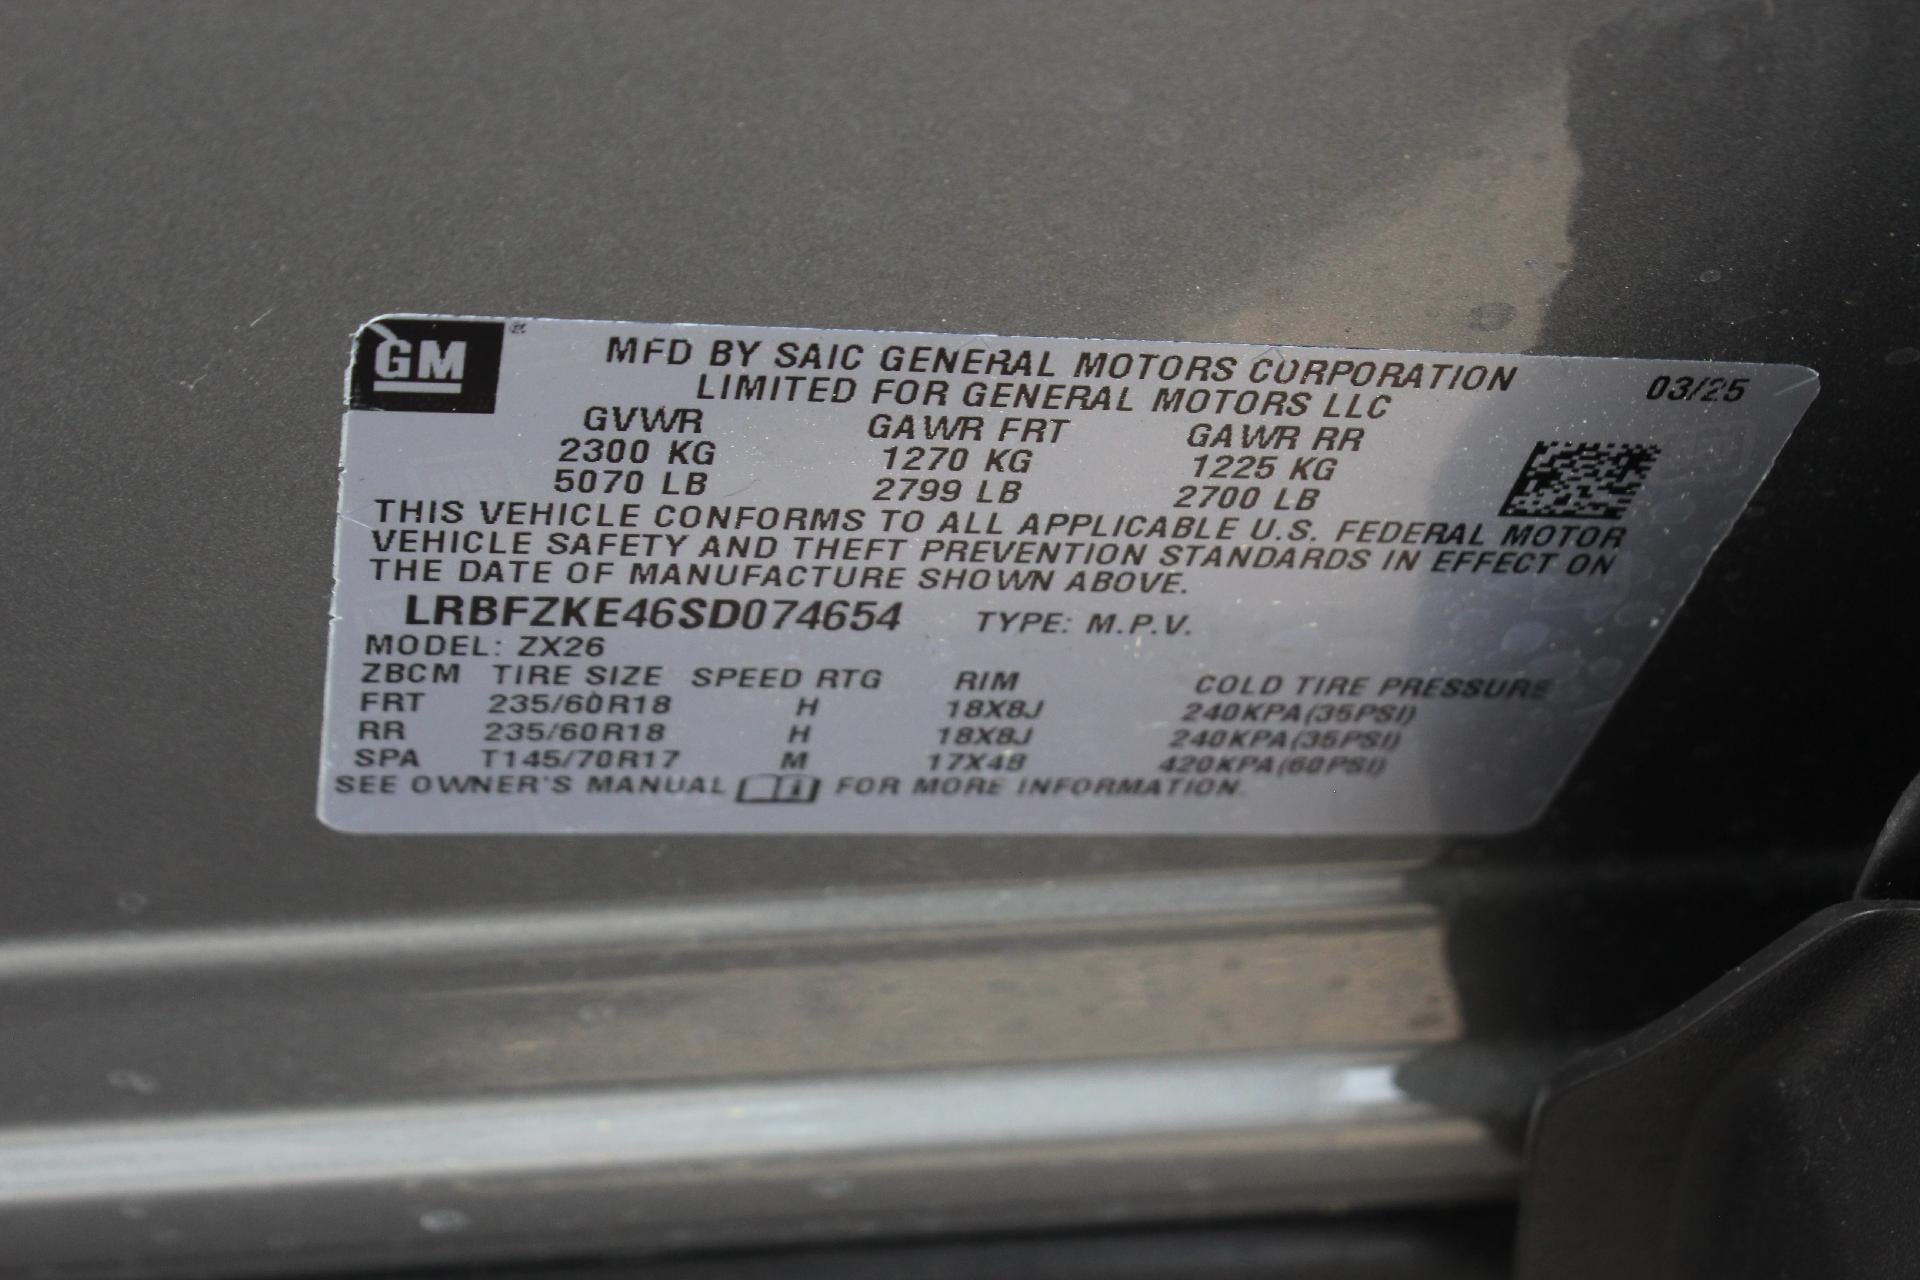 GM ®
MFD BY SAIC GENERAL MOTORS CORPORATION
LIMITED FOR GENERAL MOTORS LLC
03/25
GVWR GAWR FRT GAWR RR
2300 KG 1270 KG 1225 KG
5070 LB 2799 LB 2700 LB
THIS VEHICLE CONFORMS TO ALL APPLICABLE U.S. FEDERAL MOTOR
VEHICLE SAFETY AND THEFT PREVENTION STANDARDS IN EFFECT ON
THE DATE OF MANUFACTURE SHOWN ABOVE.
LRBFZKE46SD074654 TYPE: M.P.V.
MODEL: ZX26
ZBCM TIRE SIZE SPEED RTG RIM COLD TIRE PRESSURE
FRT 235/60R18 H 18X8J 240KPA(35PSI)
RR 235/60R18 H 18X8J 240KPA(35PSI)
SPA T145/70R17 M 17X4B 420KPA(60PSI)
SEE OWNER'S MANUAL FOR MORE INFORMATION.